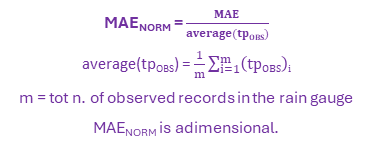 MAE_NORM = MAE / average(tp_OBS)
average(tp_OBS) = 1/m ∑_{i=1}^{m} (tp_OBS)_i
m = tot n. of observed records in the rain gauge
MAE_NORM is adimensional.